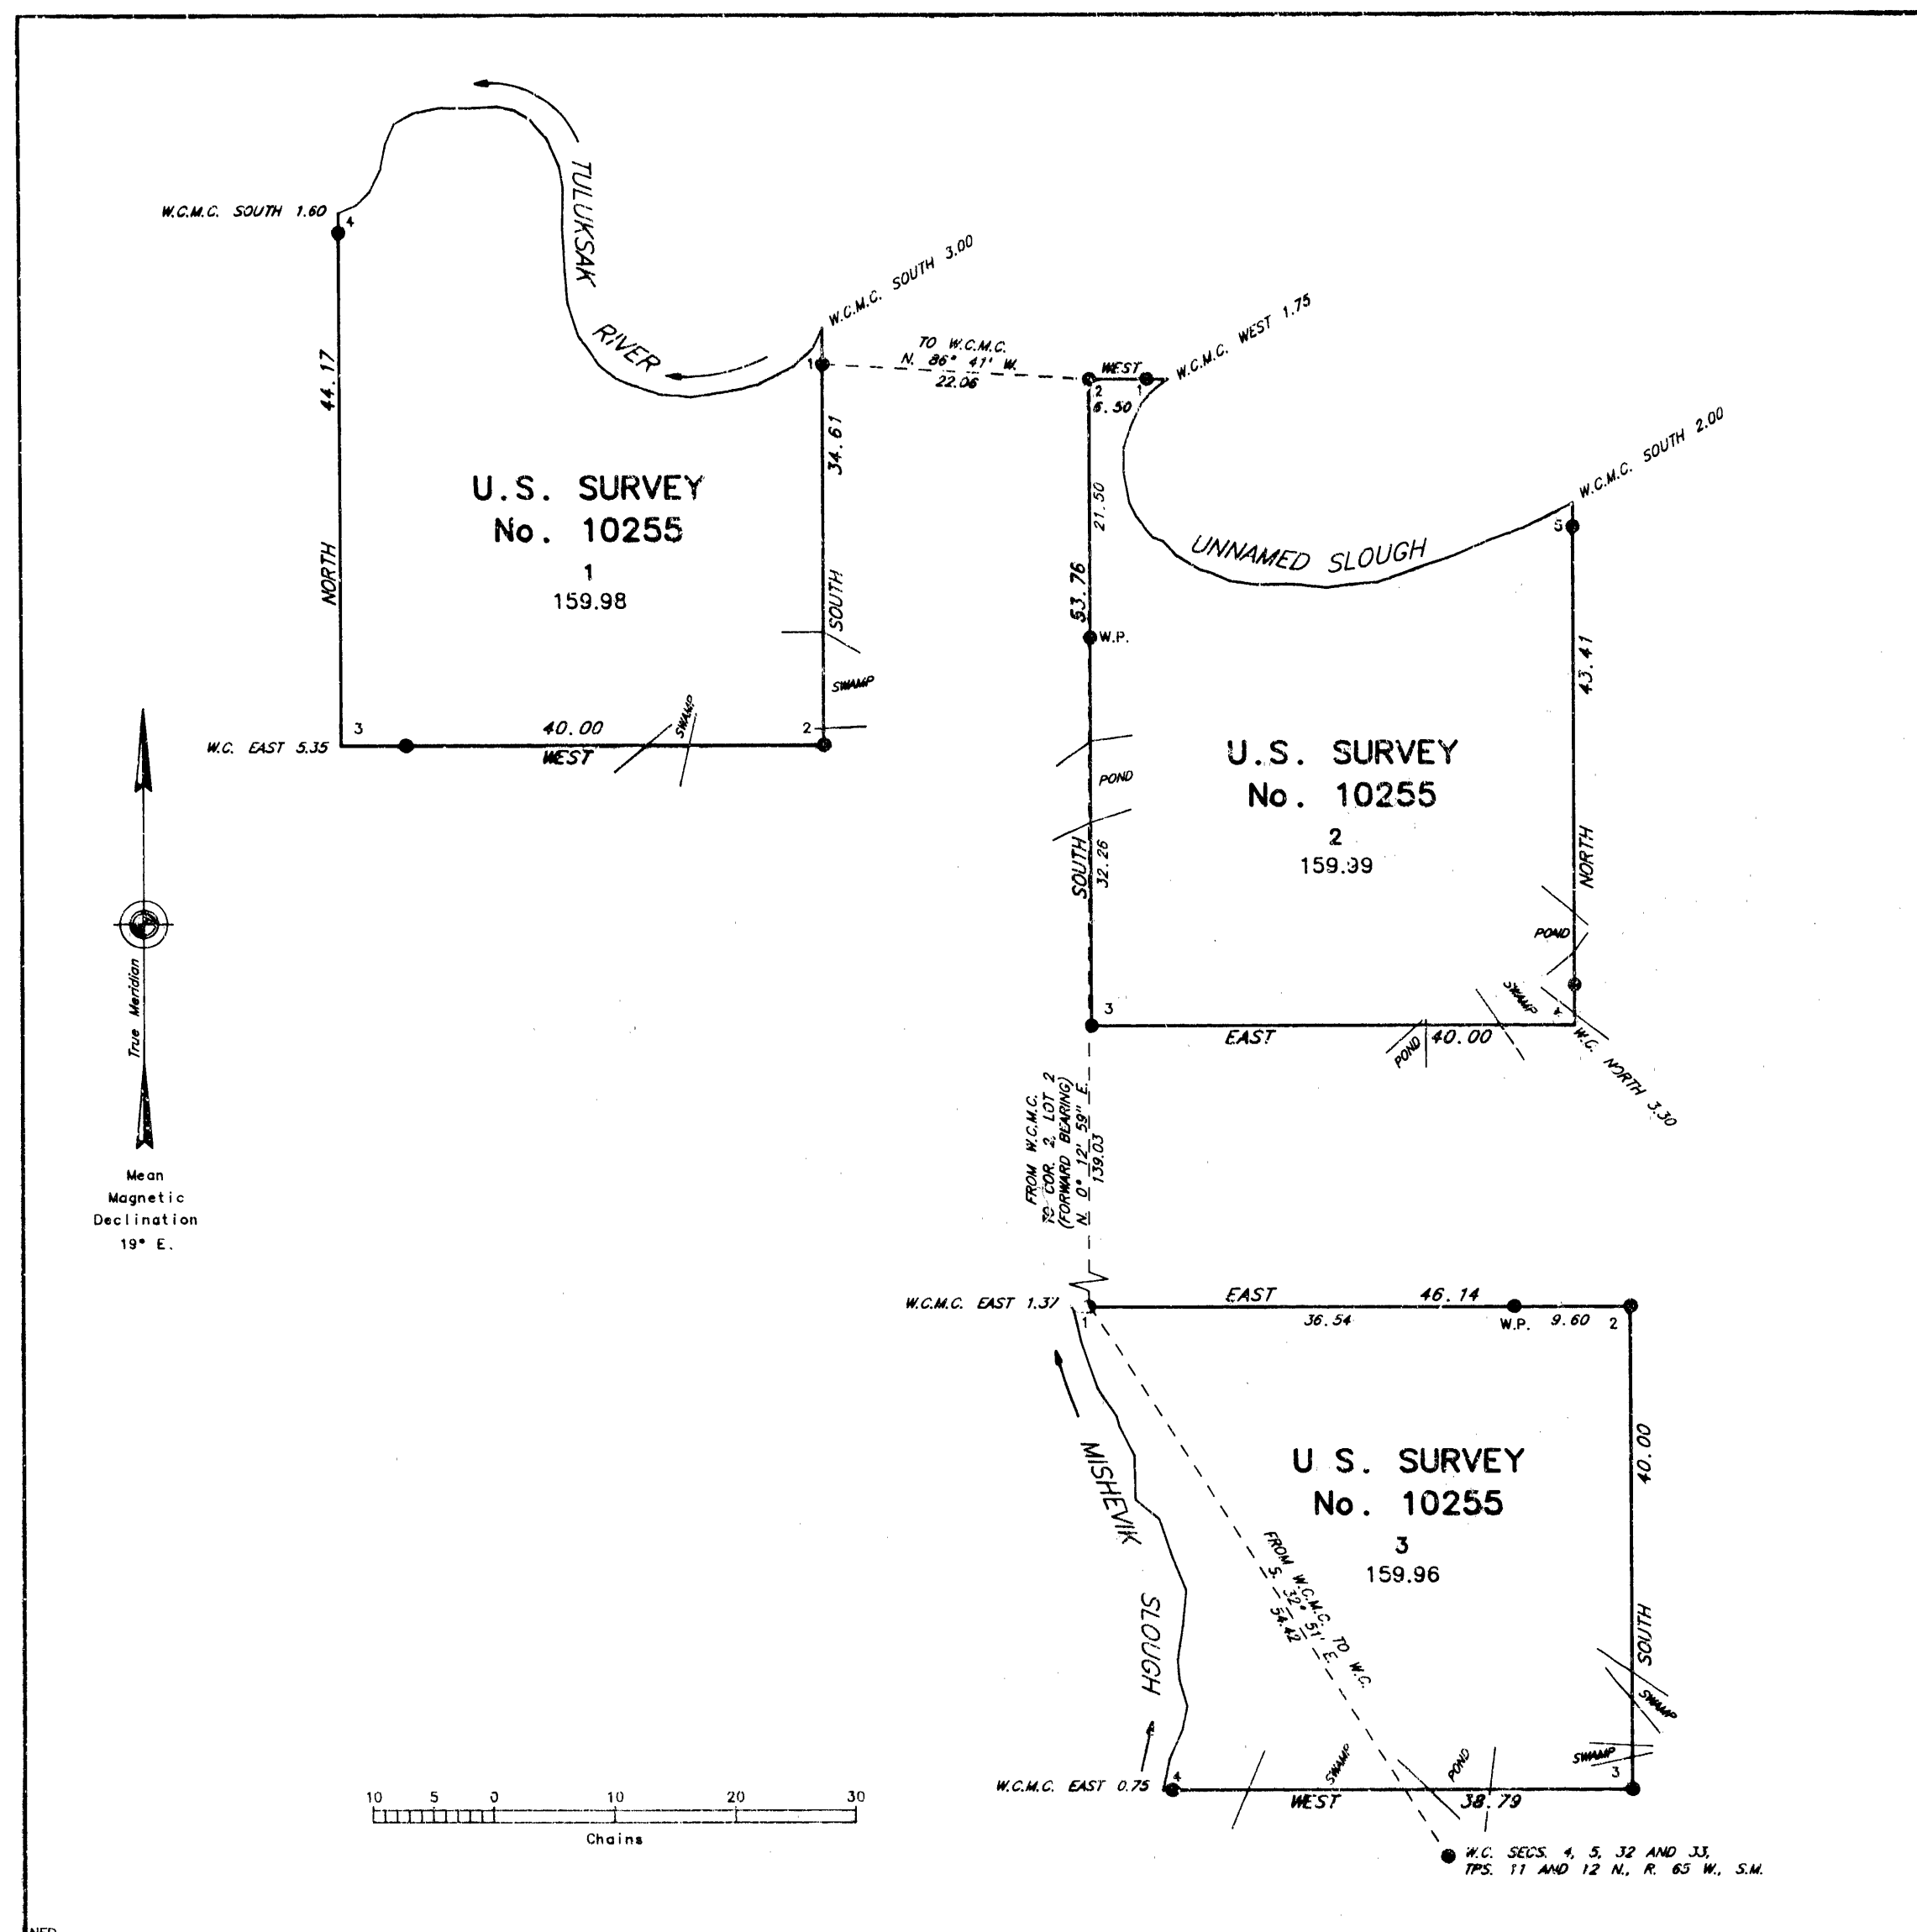 W.C.M.C. SOUTH 1.60
4
TULUKSAK
RIVER
W.C.M.C. SOUTH 3.00
1
44.17
NORTH
34.61
SOUTH
U.S. SURVEY
No. 10255
1
159.98
SWAMP
SWAMP
3
2
40.00
WEST
W.C. EAST 5.35
TO W.C.M.C.
N. 86° 41' W.
22.06
WEST
2
1
6.50
W.C.M.C. WEST 1.75
W.C.M.C. SOUTH 2.00
5
UNNAMED SLOUGH
21.50
53.76
W.P.
43.41
NORTH
POND
SOUTH
32.26
U.S. SURVEY
No. 10255
2
159.99
POND
SWAMP
4
3
EAST
POND
40.00
W.C. NORTH 3.30
True Meridian
Mean
Magnetic
Declination
19° E.
FROM W.C.M.C.
TO COR. 2, LOT 2
(FORWARD BEARING)
N. 0° 12' 59" E.
139.03
W.C.M.C. EAST 1.37
1
EAST
46.14
36.54
W.P.
9.60
2
MISHEVIK
SLOUGH
40.00
SOUTH
U S. SURVEY
No. 10255
3
159.96
FROM W.C.M.C. TO W.C.
S. 32° 51' E.
54.42
SWAMP
SWAMP
SWAMP
POND
3
W.C.M.C. EAST 0.75
4
WEST
38.79
W.C. SECS. 4, 5, 32 AND 33,
TPS. 11 AND 12 N., R. 65 W., S.M.
10 5 0 10 20 30
Chains